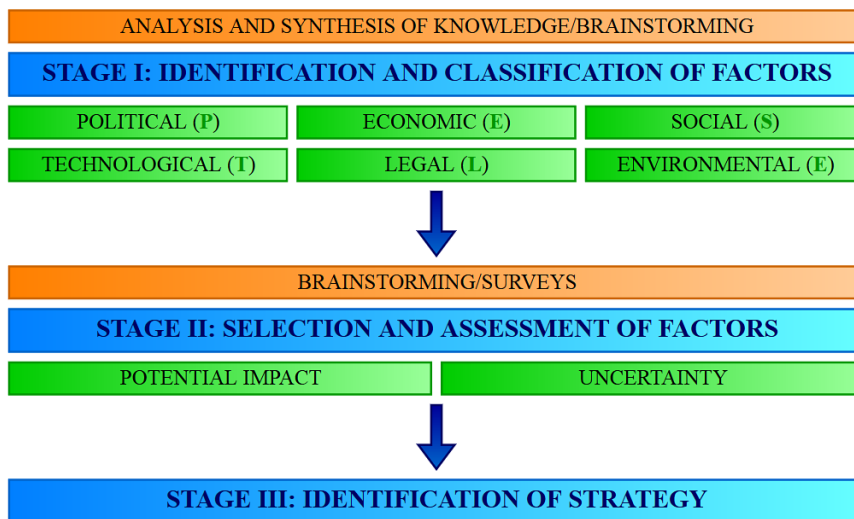 ANALYSIS AND SYNTHESIS OF KNOWLEDGE/BRAINSTORMING
STAGE I: IDENTIFICATION AND CLASSIFICATION OF FACTORS
POLITICAL (P)
ECONOMIC (E)
SOCIAL (S)
TECHNOLOGICAL (T)
LEGAL (L)
ENVIRONMENTAL (E)
BRAINSTORMING/SURVEYS
STAGE II: SELECTION AND ASSESSMENT OF FACTORS
POTENTIAL IMPACT
UNCERTAINTY
STAGE III: IDENTIFICATION OF STRATEGY